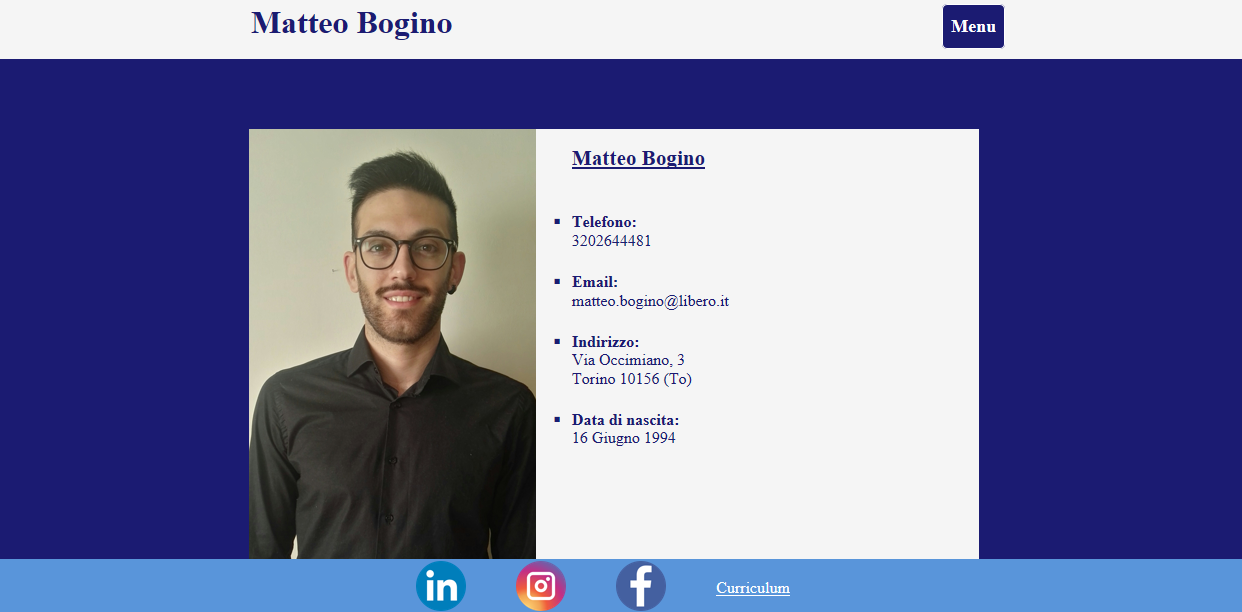 Matteo Bogino
Menu
Matteo Bogino
Telefono:
3202644481
Email:
matteo.bogino@libero.it
Indirizzo:
Via Occimiano, 3
Torino 10156 (To)
Data di nascita:
16 Giugno 1994
in
f
Curriculum